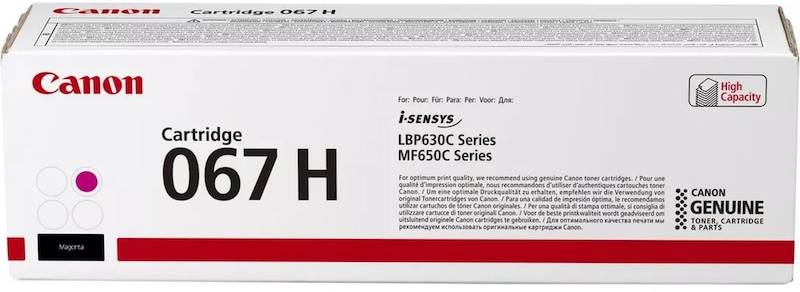 Canon Cartridge 067 H
Canon
Cartridge
067 H
Magenta
For: Pour: Für: Para: Per: Voor: Для:
i-SENSYS
LBP630C Series
MF650C Series
For optimum print quality, we recommend using genuine Canon toner cartridges. / Pour une
qualité d'impression optimale, nous recommandons d'utiliser d'authentiques cartouches toner
Canon. / Um eine optimale Druckqualität zu erhalten, empfehlen wir die Verwendung von
original Tonercartridges von Canon. / Para una calidad de impresión óptima, le recomendamos
utilizar cartuchos de tóner Canon originales. / Per una qualità di stampa ottimale, si consiglia di
utilizzare cartucce di toner Canon originali. / Voor de beste printkwaliteit wordt geadviseerd om
uitsluitend originele cartridges te gebruiken. / Для оптимального качества печати мы
рекомендуем использовать оригинальные картриджи Canon.
High
Capacity
CANON
GENUINE
TONER, CARTRIDGE
& PARTS